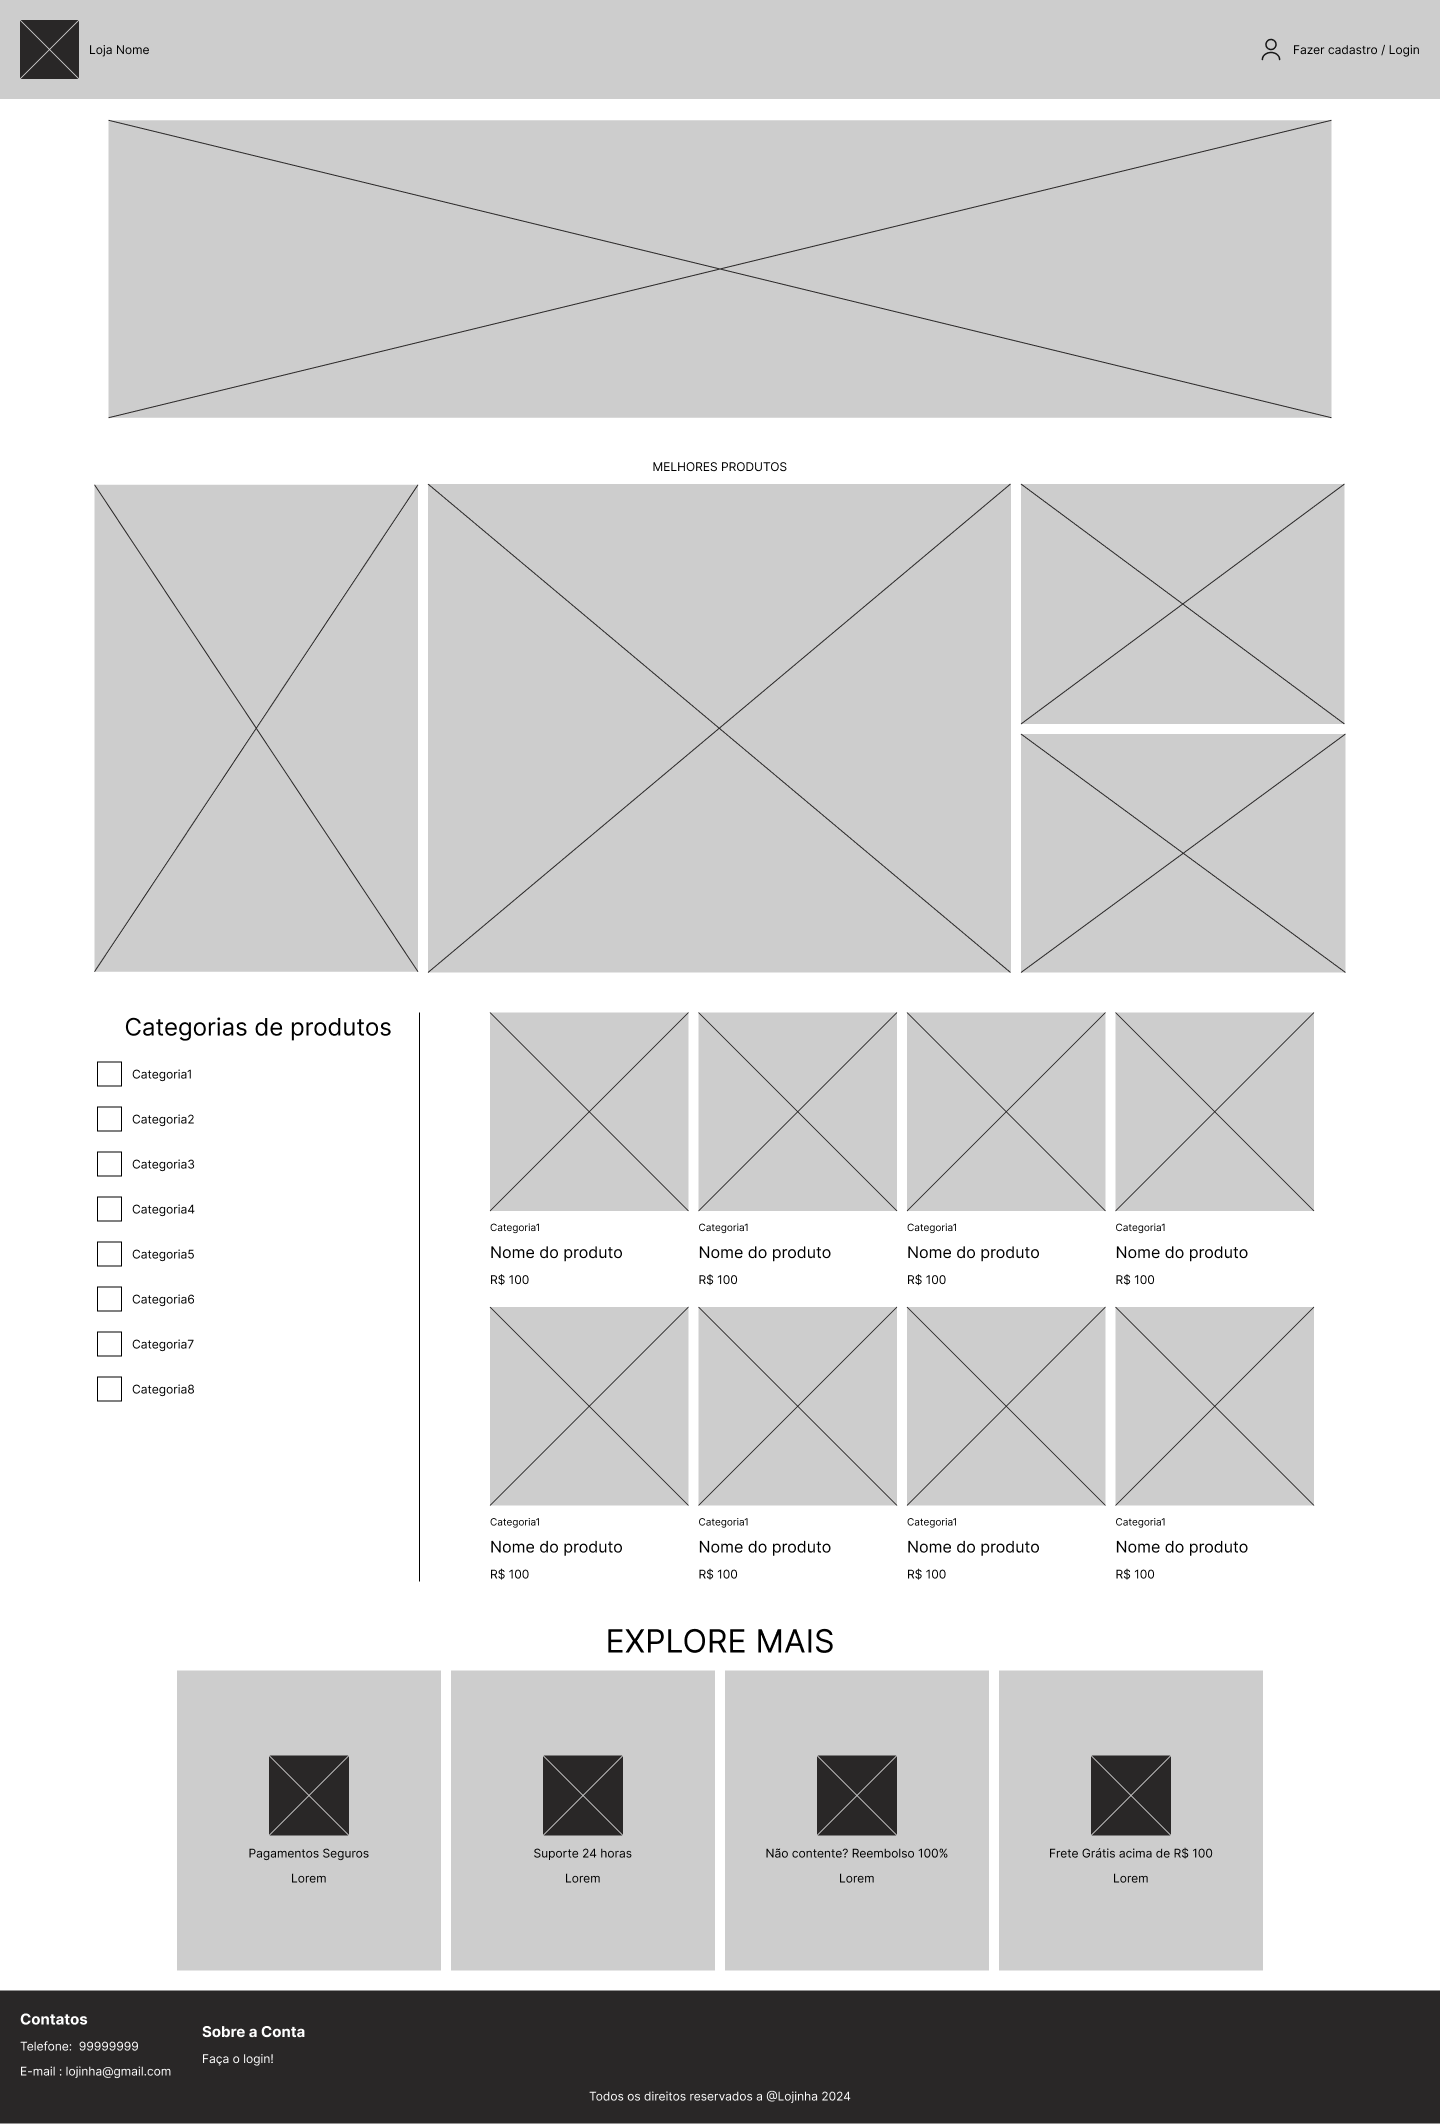 Loja Nome
Fazer cadastro / Login
MELHORES PRODUTOS
Categorias de produtos
Categoria1
Categoria2
Categoria3
Categoria4
Categoria5
Categoria6
Categoria7
Categoria8
Categoria1
Nome do produto
R$ 100
Categoria1
Nome do produto
R$ 100
Categoria1
Nome do produto
R$ 100
Categoria1
Nome do produto
R$ 100
Categoria1
Nome do produto
R$ 100
Categoria1
Nome do produto
R$ 100
Categoria1
Nome do produto
R$ 100
Categoria1
Nome do produto
R$ 100
EXPLORE MAIS
Pagamentos Seguros
Lorem
Suporte 24 horas
Lorem
Não contente? Reembolso 100%
Lorem
Frete Grátis acima de R$ 100
Lorem
Contatos
Telefone: 99999999
E-mail : lojinha@gmail.com
Sobre a Conta
Faça o login!
Todos os direitos reservados a @Lojinha 2024